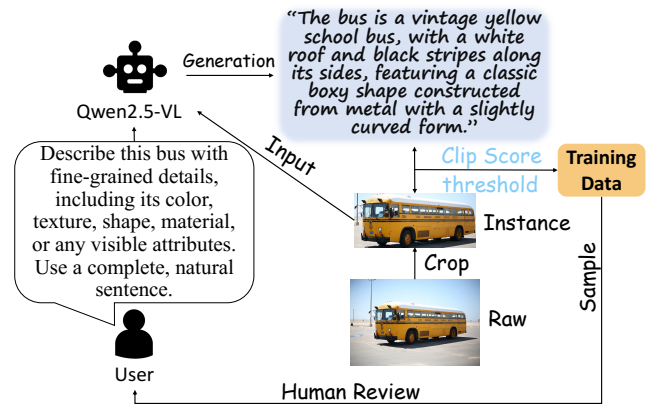 "The bus is a vintage yellow
school bus, with a white
roof and black stripes along
its sides, featuring a classic
boxy shape constructed
from metal with a slightly
curved form."
Generation
Qwen2.5-VL
Input
Clip Score
threshold
Training
Data
Describe this bus with
fine-grained details,
including its color,
texture, shape, material,
or any visible attributes.
Use a complete, natural
sentence.
Instance
Crop
Raw
Sample
User
Human Review